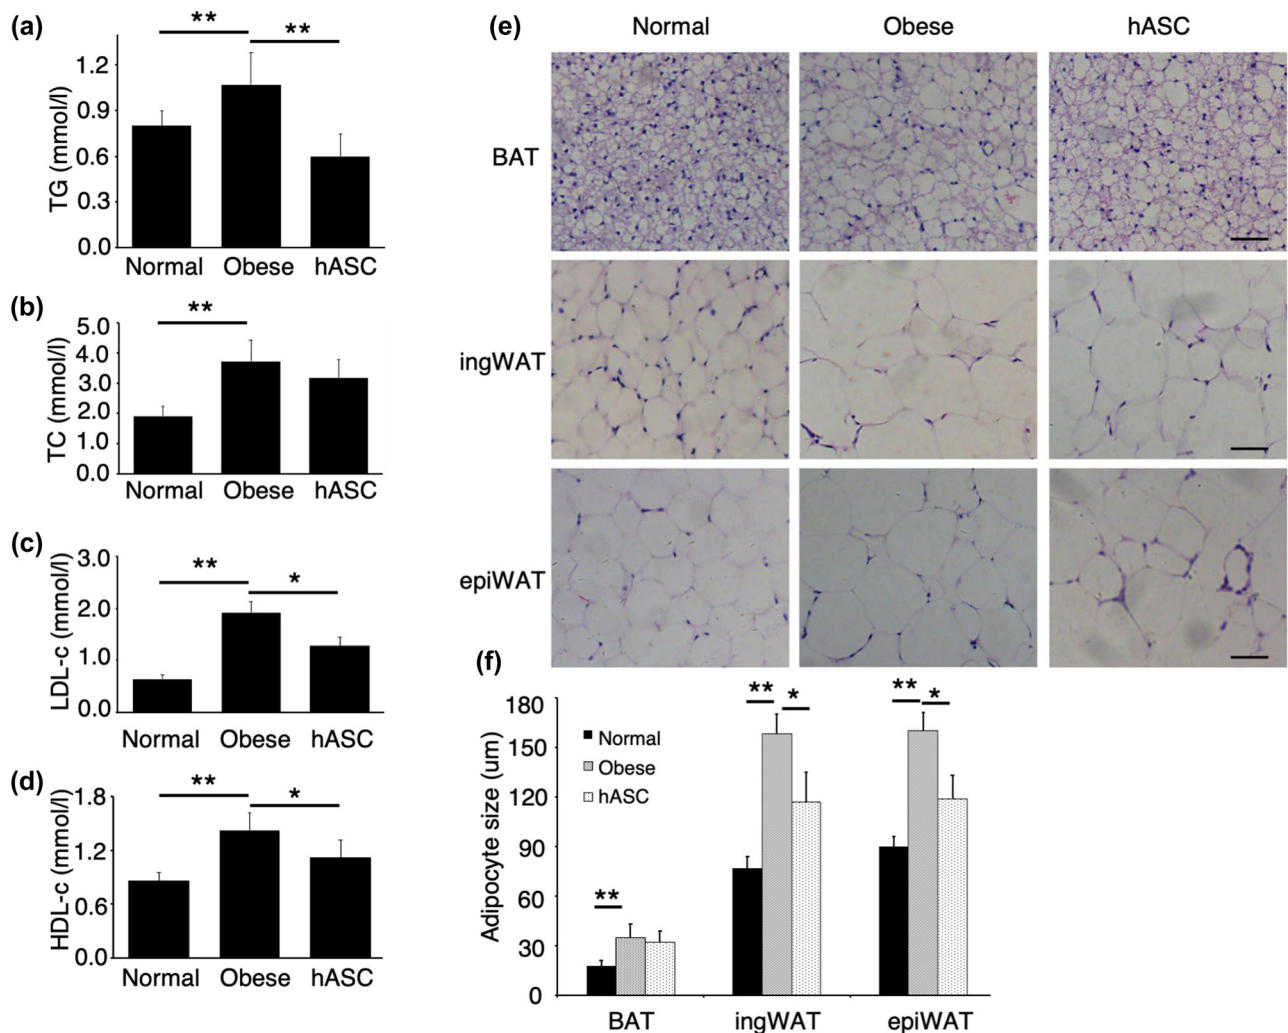 (a)
**
**
TG (mmol/l)
1.2
0.9
0.6
0.3
0.0
Normal Obese hASC
(b)
**
TC (mmol/l)
5.0
4.0
3.0
2.0
1.0
0.0
Normal Obese hASC
(c)
**
*
LDL-c (mmol/l)
3.0
2.0
1.0
0.0
Normal Obese hASC
(d)
**
*
HDL-c (mmol/l)
1.8
1.2
0.6
0.0
Normal Obese hASC
(e)
Normal Obese hASC
BAT
ingWAT
epiWAT
(f)
Adipocyte size (um)
180
150
120
90
60
30
0
Normal
Obese
hASC
**
** *
** *
BAT ingWAT epiWAT